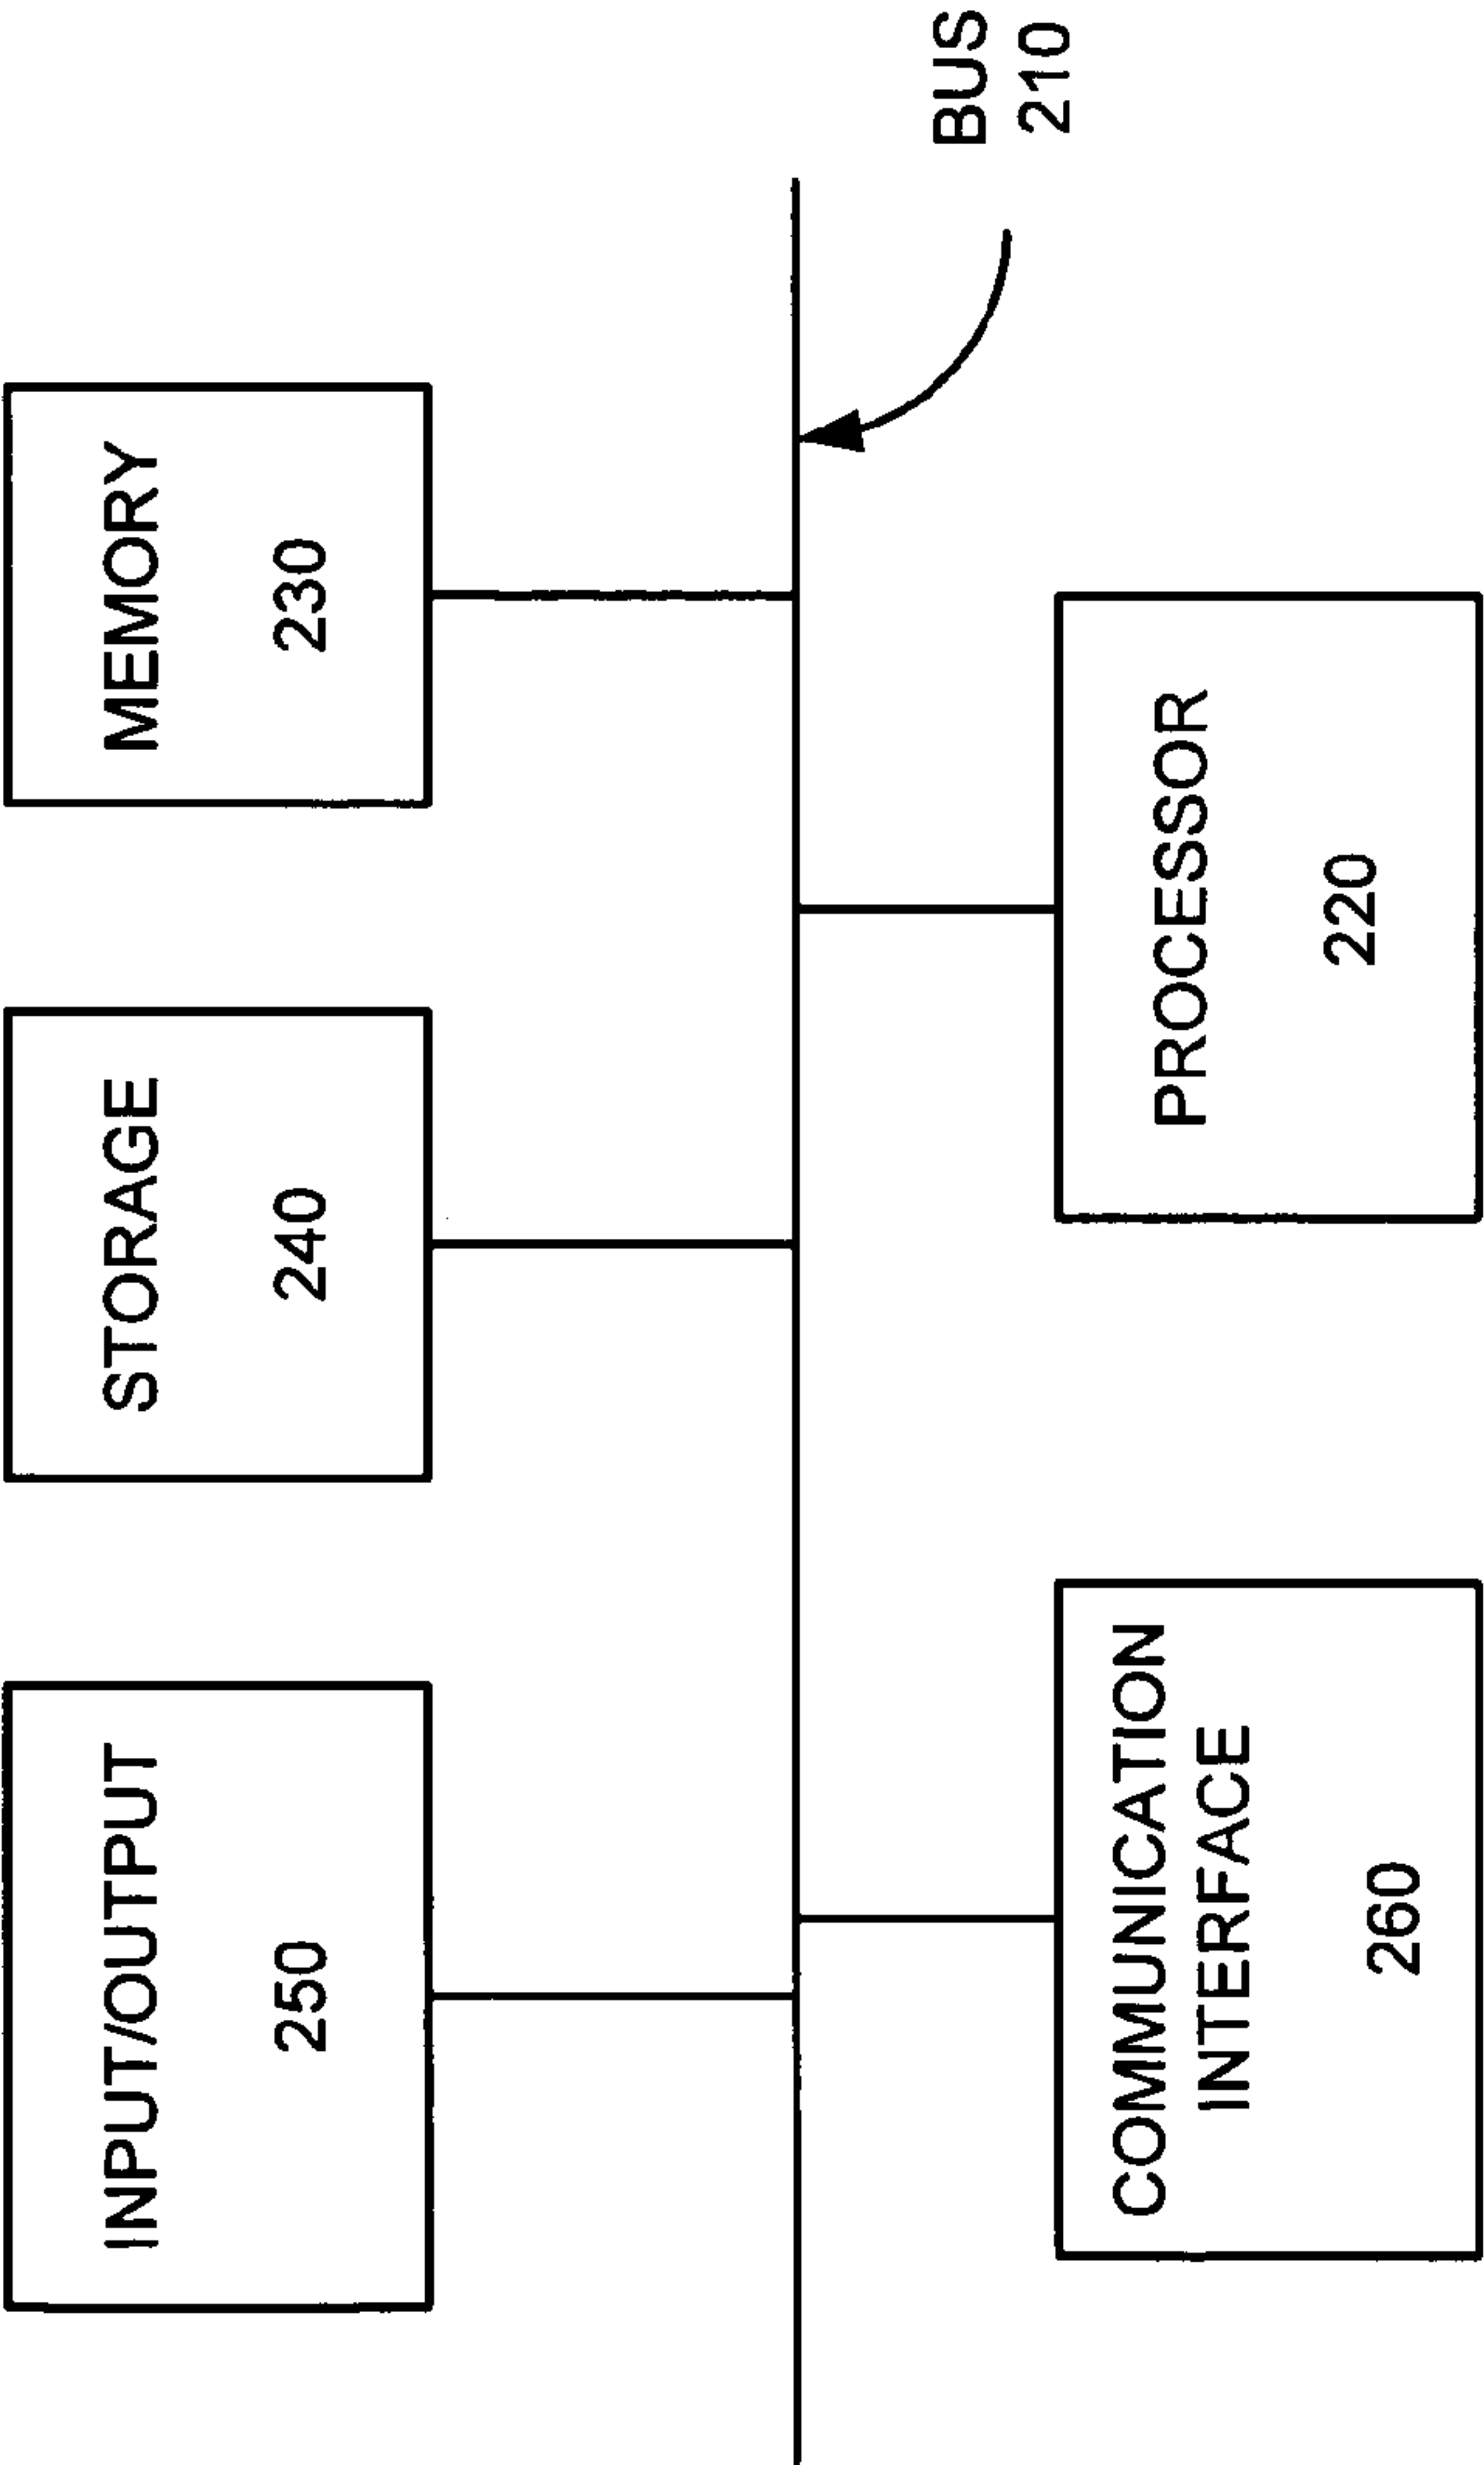 INPUT/OUTPUT
250
STORAGE
240
MEMORY
230
BUS
210
COMMUNICATION
INTERFACE
260
PROCESSOR
220